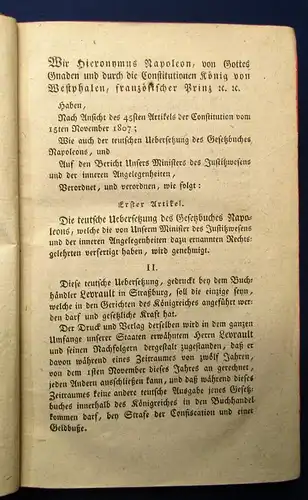 Wir Hieronymus Napoleon, von Gottes
Gnaden und durch die Constitutionen König von
Westphalen, französischer Prinz ꝛc. ꝛc.
Haben,
Nach Ansicht des 45sten Artikels der Constitution vom
15ten November 1807;
Wie auch der teutschen Uebersetzung des Gesetzbuches
Napoleons, und
Auf den Bericht Unsers Ministers des Justitzwesens
und der inneren Angelegenheiten,
Verordnet, und verordnen, wie folgt:
Erster Artikel.
Die teutsche Uebersetzung des Gesetzbuches Napo-
leons, welche die von Unserm Minister des Justitzwesens
und der inneren Angelegenheiten dazu ernannten Rechts-
gelehrten verfertigt haben, wird genehmigt.
II.
Diese teutsche Uebersetzung, gedruckt bey dem Buch-
händler Levrault in Straßburg, soll die einzige seyn,
welche in den Gerichten des Königreiches angeführt wer-
den darf und gesetzliche Kraft hat.
Der Druck und Verlag derselben wird in dem ganzen
Umfange unserer Staaten erwähntem Herrn Levrault
und seinen Nachfolgern dergestalt zugestanden, daß er
davon während eines Zeitraumes von zwölf Jahren,
von dem 1sten November dieses Jahres an gerechnet,
jeden Andern ausschließen kann, und daß während dieses
Zeitraumes keine andere teutsche Ausgabe jenes Gesetz-
buches innerhalb des Königreiches in den Buchhandel
kommen darf, bey Strafe der Confiscation und einer
Geldbuße.